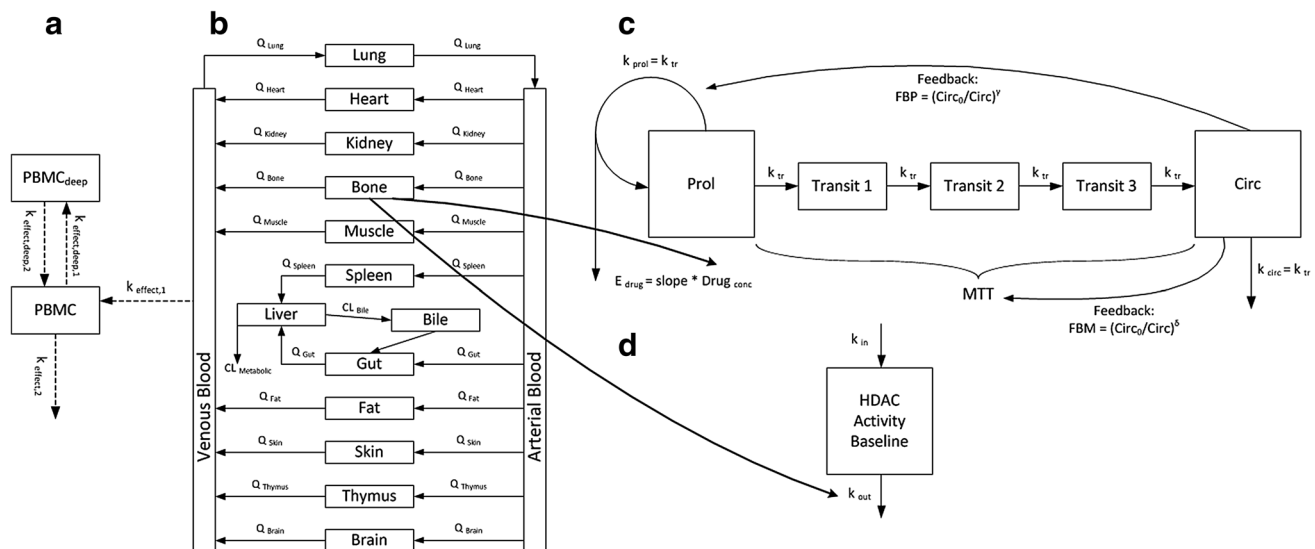 a
PBMCdeep
k effect,deep,2
k effect,deep,1
PBMC
k effect,1
k effect,2
b
Q Lung
Lung
Q Lung
Q Heart
Heart
Q Heart
Q Kidney
Kidney
Q Kidney
Q Bone
Bone
Q Bone
Q Muscle
Muscle
Q Muscle
Q Spleen
Spleen
Q Spleen
Liver
CL Bile
Bile
CL Metabolic
Q Gut
Gut
Q Gut
Q Fat
Fat
Q Fat
Q Skin
Skin
Q Skin
Q Thymus
Thymus
Q Thymus
Q Brain
Brain
Q Brain
Venous Blood
Arterial Blood
c
k prol = k tr
Feedback:
FBP = (Circ0/Circ)γ
Prol
k tr
Transit 1
k tr
Transit 2
k tr
Transit 3
k tr
Circ
E drug = slope * Drug conc
MTT
k circ = k tr
Feedback:
FBM = (Circ0/Circ)δ
d
k in
HDAC
Activity
Baseline
k out